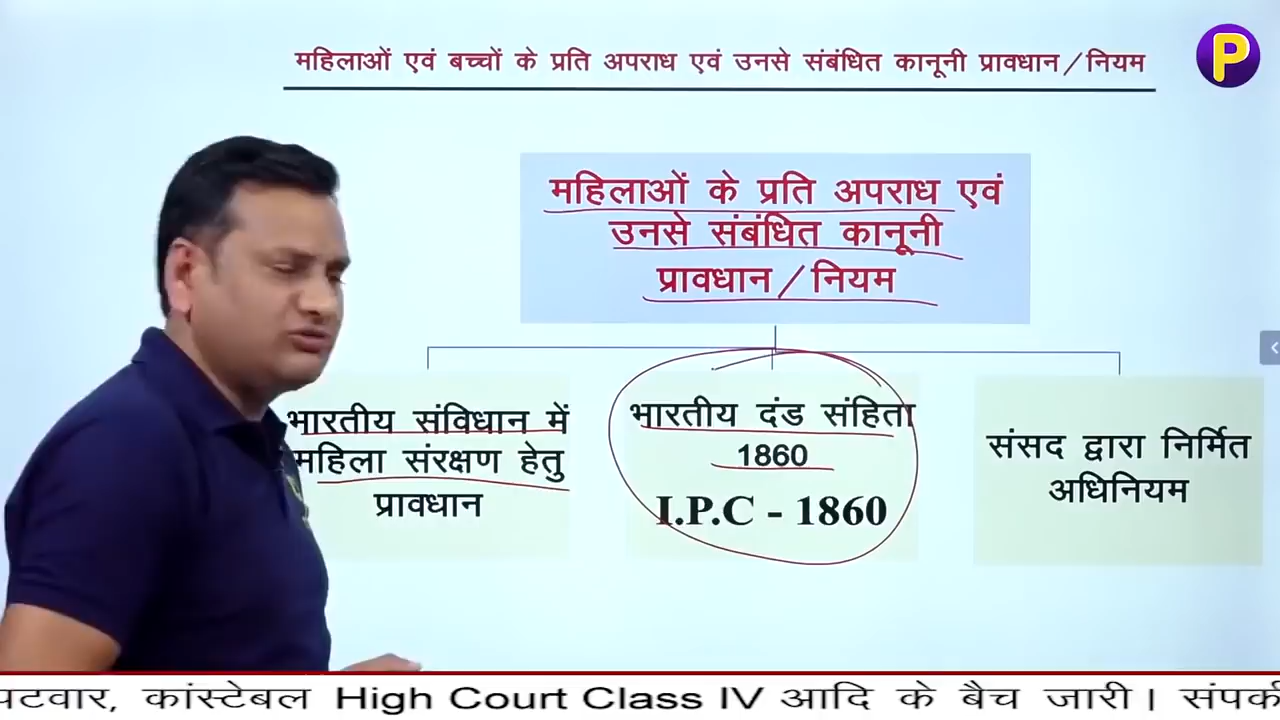 महिलाओं एवं बच्चों के प्रति अपराध एवं उनसे संबंधित कानूनी प्रावधान/नियम
P
महिलाओं के प्रति अपराध एवं
उनसे संबंधित कानूनी
प्रावधान/नियम
भारतीय संविधान में
महिला संरक्षण हेतु
प्रावधान
भारतीय दंड संहिता
1860
I.P.C - 1860
संसद द्वारा निर्मित
अधिनियम
पटवार, कांस्टेबल High Court Class IV आदि के बैच जारी। संपर्क